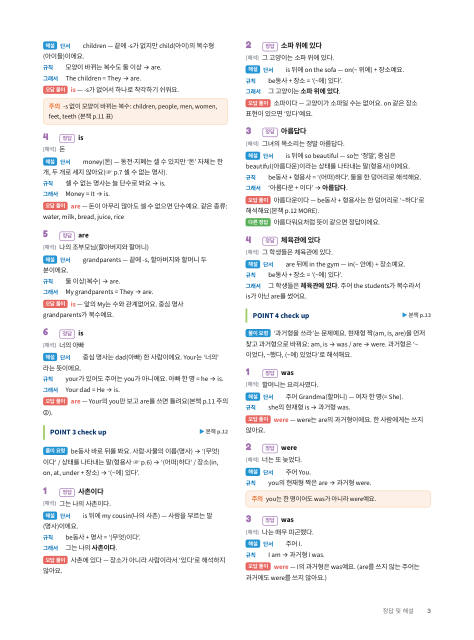 해설 단서 children — 끝에 -s가 없지만 child(아이)의 복수형
(아이들)이에요.
규칙 모양이 바뀌는 복수도 둘 이상 → are.
그래서 The children = They → are.
오답 풀이 is — -s가 없어서 하나로 착각하기 쉬워요.
주의 -s 없이 모양이 바뀌는 복수: children, people, men, women,
feet, teeth (본책 p.11 표)
4 정답 is
[해석] 돈
해설 단서 money(돈) — 동전·지폐는 셀 수 있지만 '돈' 자체는 한
개, 두 개로 세지 않아요(☞ p.7 셀 수 없는 명사).
규칙 셀 수 없는 명사는 늘 단수로 봐요 → is.
그래서 Money = It → is.
오답 풀이 are — 돈이 아무리 많아도 셀 수 없으면 단수예요. 같은 종류:
water, milk, bread, juice, rice
5 정답 are
[해석] 나의 조부모님(할아버지와 할머니)
해설 단서 grandparents — 끝에 -s, 할아버지와 할머니 두
분이에요.
규칙 둘 이상(복수) → are.
그래서 My grandparents = They → are.
오답 풀이 is — 앞의 My는 수와 관계없어요. 중심 명사
grandparents가 복수예요.
6 정답 is
[해석] 너의 아빠
해설 단서 중심 명사는 dad(아빠) 한 사람이에요. Your는 '너의'
라는 뜻이에요.
규칙 your가 있어도 주어는 you가 아니에요. 아빠 한 명 = he → is.
그래서 Your dad = He → is.
오답 풀이 are — Your의 you만 보고 are를 쓰면 틀려요(본책 p.11 주의
②).
POINT 3 check up ▶ 본책 p.12
풀이 요령 be동사 바로 뒤를 봐요. 사람·사물의 이름(명사) → '(무엇)
이다' / 상태를 나타내는 말(형용사 ☞ p.6) → '(어떠)하다' / 장소(in,
on, at, under + 장소) → '(~에) 있다'.
1 정답 사촌이다
[해석] 그는 나의 사촌이다.
해설 단서 is 뒤에 my cousin(나의 사촌) — 사람을 부르는 말
(명사)이에요.
규칙 be동사 + 명사 = '(무엇)이다'.
그래서 그는 나의 사촌이다.
오답 풀이 사촌에 있다 — 장소가 아니라 사람이라서 '있다'로 해석하지
않아요.
2 정답 소파 위에 있다
[해석] 그 고양이는 소파 위에 있다.
해설 단서 is 뒤에 on the sofa — on(~ 위에) + 장소예요.
규칙 be동사 + 장소 = '(~에) 있다'.
그래서 그 고양이는 소파 위에 있다.
오답 풀이 소파이다 — 고양이가 소파일 수는 없어요. on 같은 장소
표현이 있으면 '있다'예요.
3 정답 아름답다
[해석] 그녀의 목소리는 정말 아름답다.
해설 단서 is 뒤에 so beautiful — so는 '정말', 중심은
beautiful(아름다운)이라는 상태를 나타내는 말(형용사)이에요.
규칙 be동사 + 형용사 = '(어떠)하다'. 둘을 한 덩어리로 해석해요.
그래서 '아름다운 + 이다' → 아름답다.
오답 풀이 아름다운이다 — be동사 + 형용사는 한 덩어리로 '~하다'로
해석해요(본책 p.12 MORE).
다른 정답 아름다워요처럼 뜻이 같으면 정답이에요.
4 정답 체육관에 있다
[해석] 그 학생들은 체육관에 있다.
해설 단서 are 뒤에 in the gym — in(~ 안에) + 장소예요.
규칙 be동사 + 장소 = '(~에) 있다'.
그래서 그 학생들은 체육관에 있다. 주어 the students가 복수라서
is가 아닌 are를 썼어요.
POINT 4 check up ▶ 본책 p.13
풀이 요령 '과거형을 쓰라'는 문제예요. 현재형 짝(am, is, are)을 먼저
찾고 과거형으로 바꿔요: am, is → was / are → were. 과거형은 '~
이었다, ~했다, (~에) 있었다'로 해석해요.
1 정답 was
[해석] 할머니는 요리사였다.
해설 단서 주어 Grandma(할머니) — 여자 한 명(= She).
규칙 she의 현재형 is → 과거형 was.
오답 풀이 were — were는 are의 과거형이에요. 한 사람에게는 쓰지
않아요.
2 정답 were
[해석] 너는 또 늦었다.
해설 단서 주어 You.
규칙 you의 현재형 짝은 are → 과거형 were.
주의 you는 한 명이어도 was가 아니라 were예요.
3 정답 was
[해석] 나는 매우 피곤했다.
해설 단서 주어 I.
규칙 I am → 과거형 I was.
오답 풀이 were — I의 과거형은 was예요. (are를 쓰지 않는 주어는
과거에도 were를 쓰지 않아요.)
정답 및 해설 3